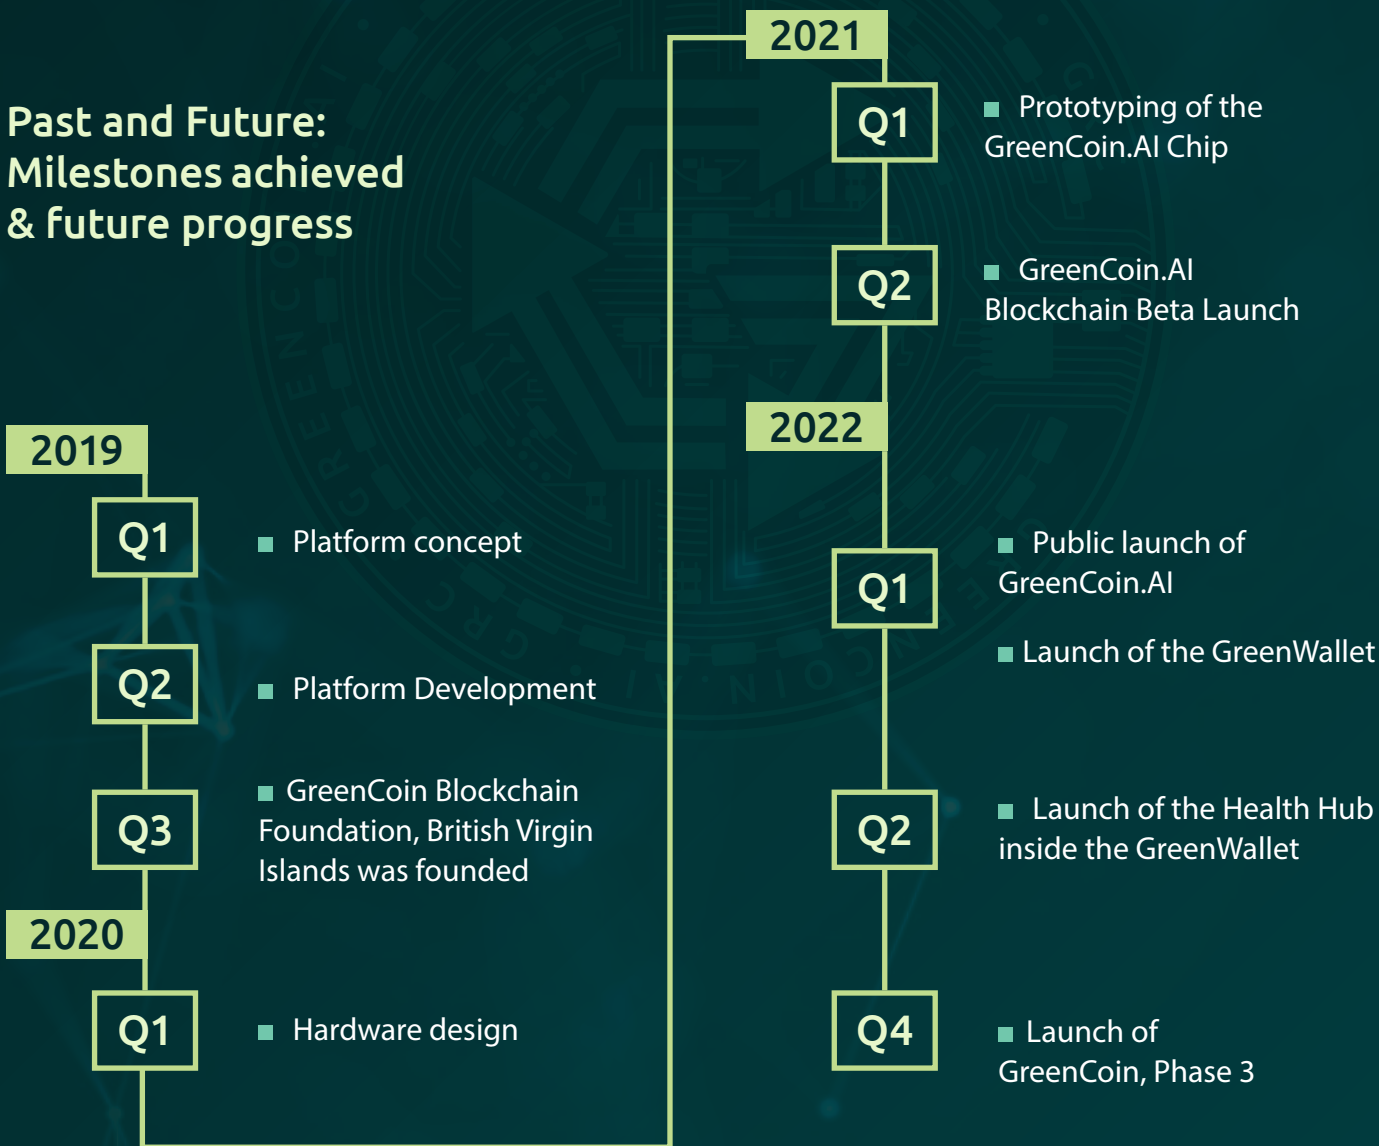 Past and Future:
Milestones achieved
& future progress
2019
Q1
Platform concept
Q2
Platform Development
Q3
GreenCoin Blockchain
Foundation, British Virgin
Islands was founded
2020
Q1
Hardware design
2021
Q1
Prototyping of the
GreenCoin.AI Chip
Q2
GreenCoin.AI
Blockchain Beta Launch
2022
Q1
Public launch of
GreenCoin.AI
Launch of the GreenWallet
Q2
Launch of the Health Hub
inside the GreenWallet
Q4
Launch of
GreenCoin, Phase 3